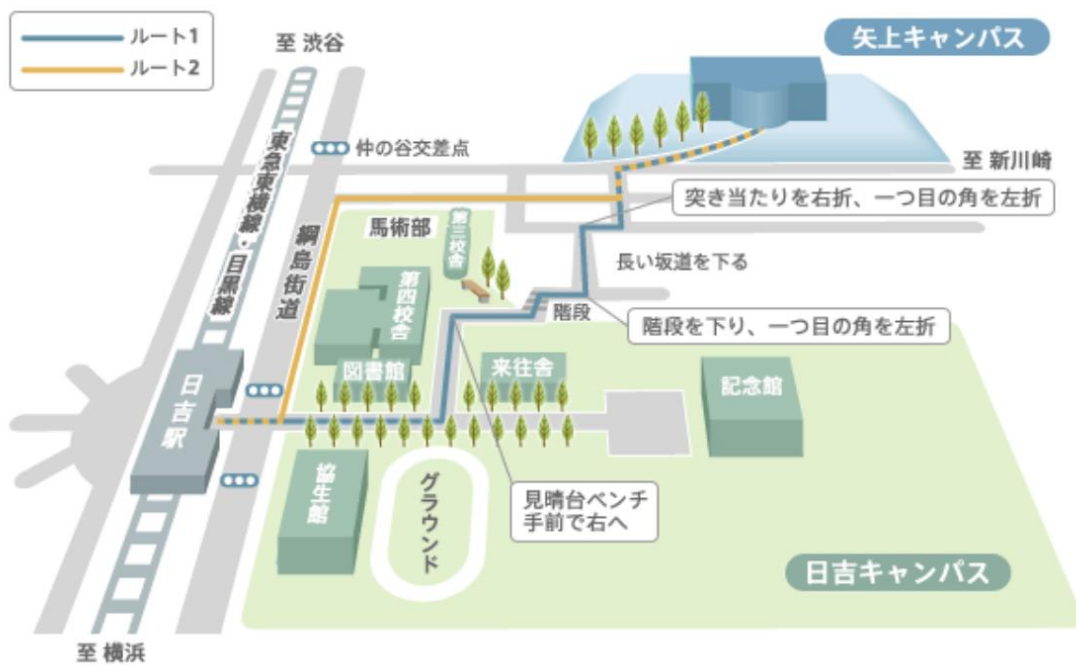 ルート1
ルート2
至 渋谷
矢上キャンパス
東急東横線・目黒線
仲の谷交差点
至 新川崎
突き当たりを右折、一つ目の角を左折
綱島街道
馬術部
第三校舎
長い坂道を下る
第四校舎
階段
階段を下り、一つ目の角を左折
図書館
来往舎
記念館
日吉駅
協生館
グラウンド
見晴台ベンチ
手前で右へ
日吉キャンパス
至 横浜